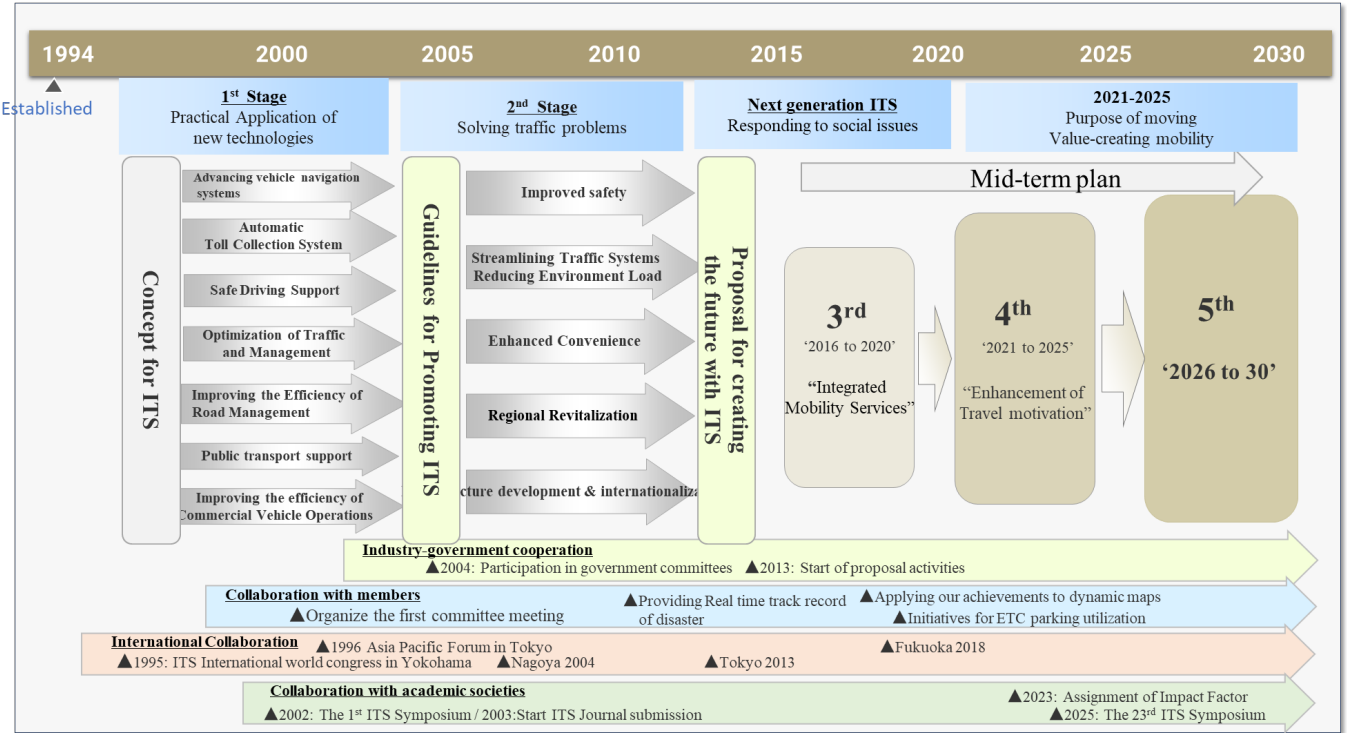 1994 2000 2005 2010 2015 2020 2025 2030
Established
1st Stage
Practical Application of
new technologies
2nd Stage
Solving traffic problems
Next generation ITS
Responding to social issues
2021-2025
Purpose of moving
Value-creating mobility
Concept for ITS
Advancing vehicle navigation
systems
Automatic
Toll Collection System
Safe Driving Support
Optimization of Traffic
and Management
Improving the Efficiency of
Road Management
Public transport support
Improving the efficiency of
Commercial Vehicle Operations
Guidelines for Promoting ITS
Improved safety
Streamlining Traffic Systems
Reducing Environment Load
Enhanced Convenience
Regional Revitalization
cture development & internationaliza
Proposal for creating
the future with ITS
Mid-term plan
3rd
‘2016 to 2020’
“Integrated
Mobility Services”
4th
‘2021 to 2025’
“Enhancement of
Travel motivation”
5th
‘2026 to 30’
Industry-government cooperation
▲2004: Participation in government committees ▲2013: Start of proposal activities
Collaboration with members
▲Organize the first committee meeting
▲Providing Real time track record
of disaster
▲Applying our achievements to dynamic maps
▲Initiatives for ETC parking utilization
International Collaboration
▲1996 Asia Pacific Forum in Tokyo
▲Fukuoka 2018
▲1995: ITS International world congress in Yokohama ▲Nagoya 2004 ▲Tokyo 2013
Collaboration with academic societies
▲2023: Assignment of Impact Factor
▲2002: The 1st ITS Symposium / 2003:Start ITS Journal submission
▲2025: The 23rd ITS Symposium